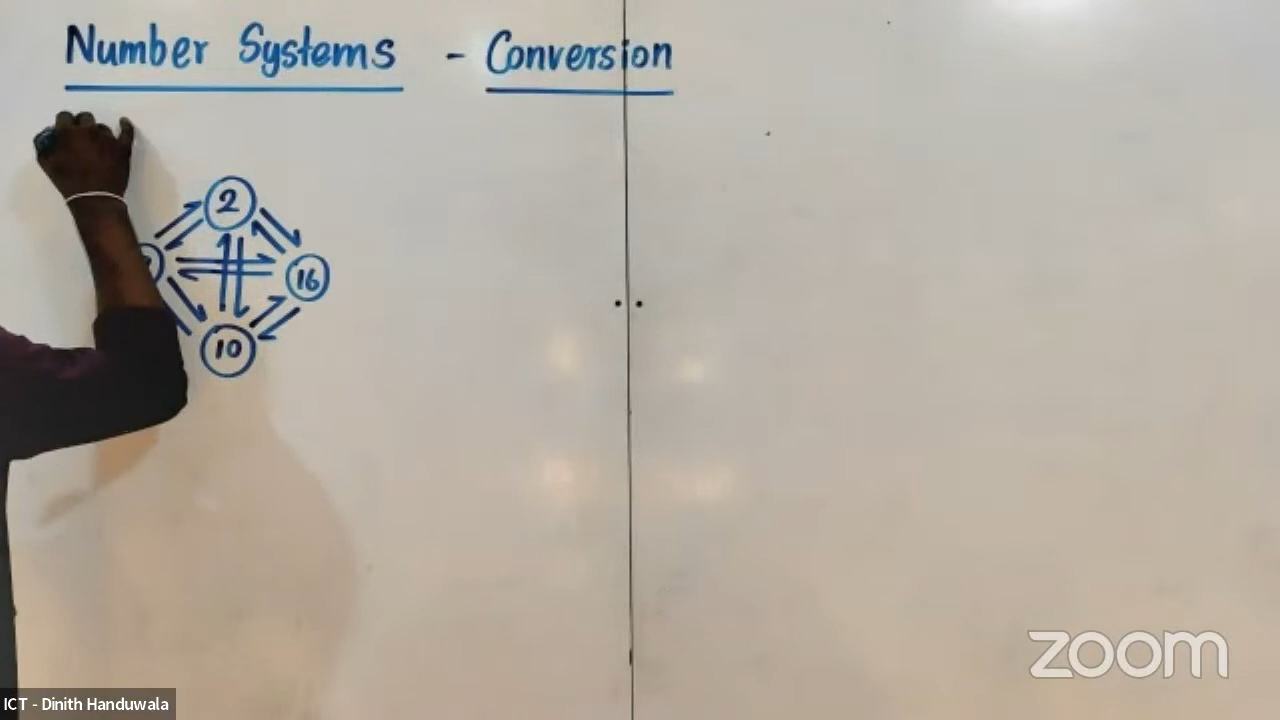 Number Systems - Conversion
2
16
10
zoom
ICT - Dinith Handuwala